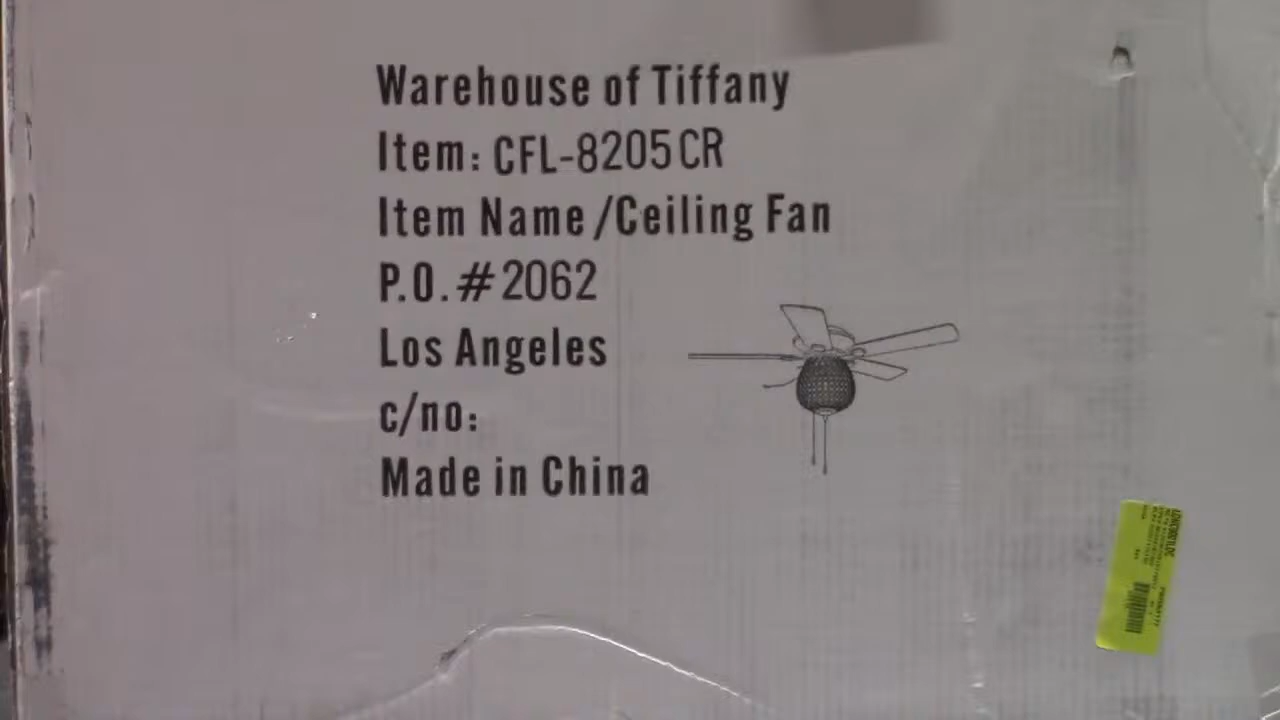 Warehouse of Tiffany
Item: CFL-8205CR
Item Name /Ceiling Fan
P.O.#2062
Los Angeles
c/no:
Made in China